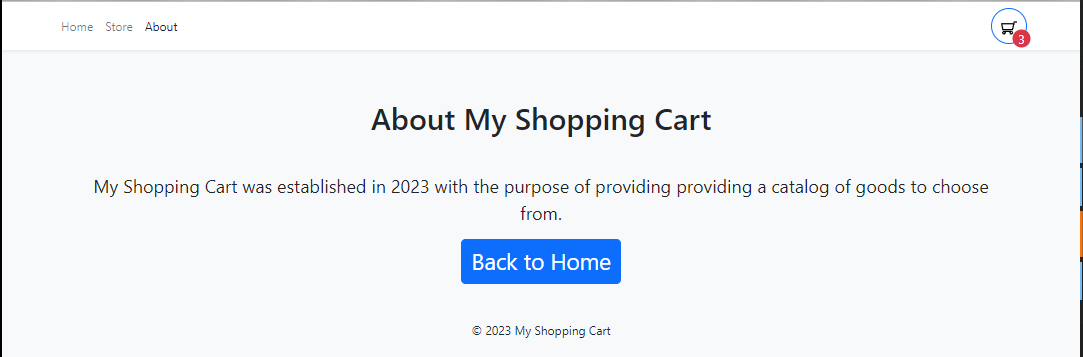 Home Store About
3
About My Shopping Cart
My Shopping Cart was established in 2023 with the purpose of providing providing a catalog of goods to choose
from.
Back to Home
© 2023 My Shopping Cart